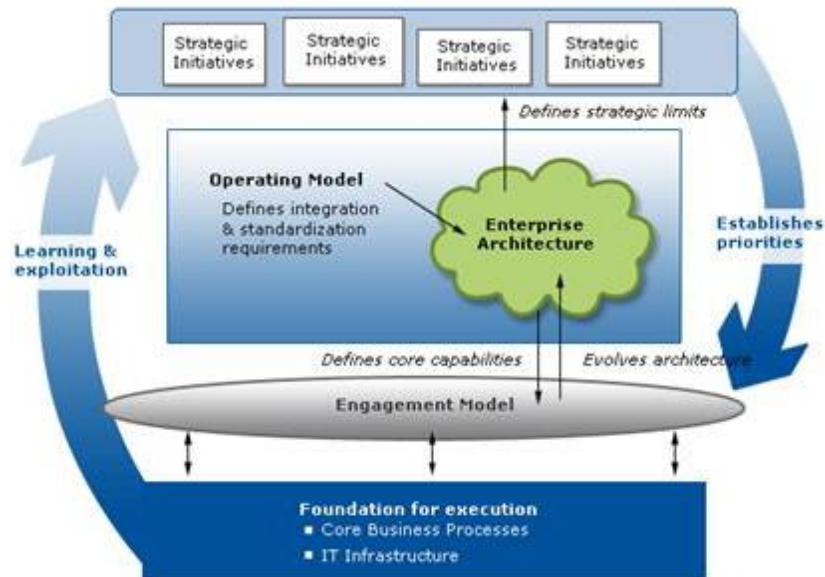 Strategic
Initiatives
Strategic
Initiatives
Strategic
Initiatives
Strategic
Initiatives
Defines strategic limits
Operating Model
Defines integration
& standardization
requirements
Enterprise
Architecture
Learning &
exploitation
Establishes
priorities
Defines core capabilities
Evolves architecture
Engagement Model
Foundation for execution
▪ Core Business Processes
▪ IT Infrastructure